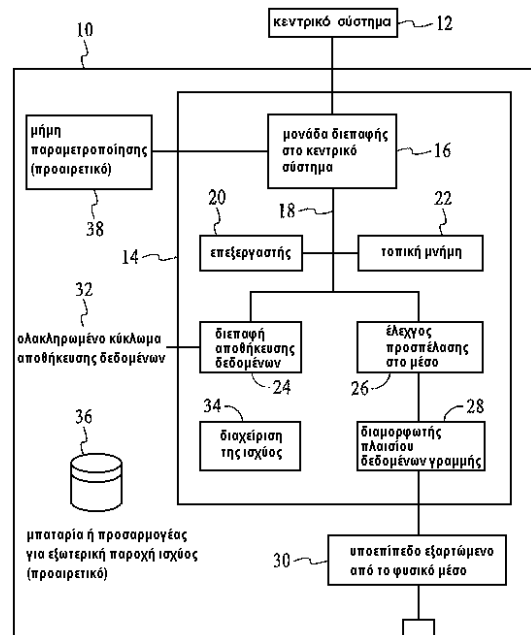 κεντρικό σύστημα
12
10
μήμη
παραμετροποίησης
(προαιρετικό)
38
μονάδα διεπαφής
στο κεντρικό
σύστημα
16
18
20
22
επεξεργαστής
τοπική μνήμη
14
32
ολακληρωμένο κύκλωμα
αποθήκευσης δεδομένων
διεπαφή
αποθήκευσης
δεδομένων
24
έλεγχος
προσπέλασης
στο μέσο
26
34
διαχείριση
της ισχύος
28
διαμορφωτής
πλαισίου
δεδομένων γραμμής
36
μπαταρία ή προσαρμογέας
για εξωτερική παροχή ισχύος
(προαιρετικό)
30
υποεπίπεδο εξαρτώμενο
από το φυσικό μέσο